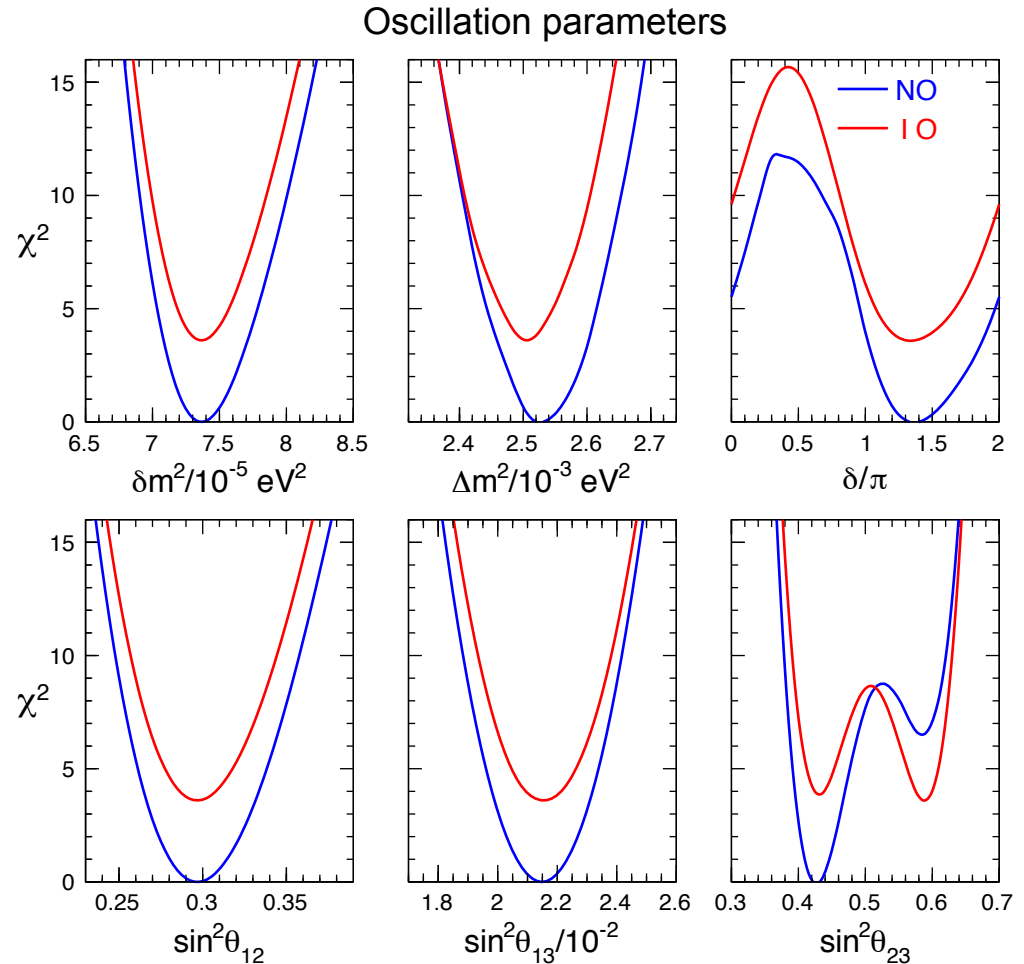 Oscillation parameters
χ²
15
10
5
0
6.5 7 7.5 8 8.5
δm²/10⁻⁵ eV²
2.4 2.5 2.6 2.7
Δm²/10⁻³ eV²
NO
I O
0 0.5 1 1.5 2
δ/π
χ²
15
10
5
0
0.25 0.3 0.35
sin²θ₁₂
1.8 2 2.2 2.4 2.6
sin²θ₁₃/10⁻²
0.3 0.4 0.5 0.6 0.7
sin²θ₂₃